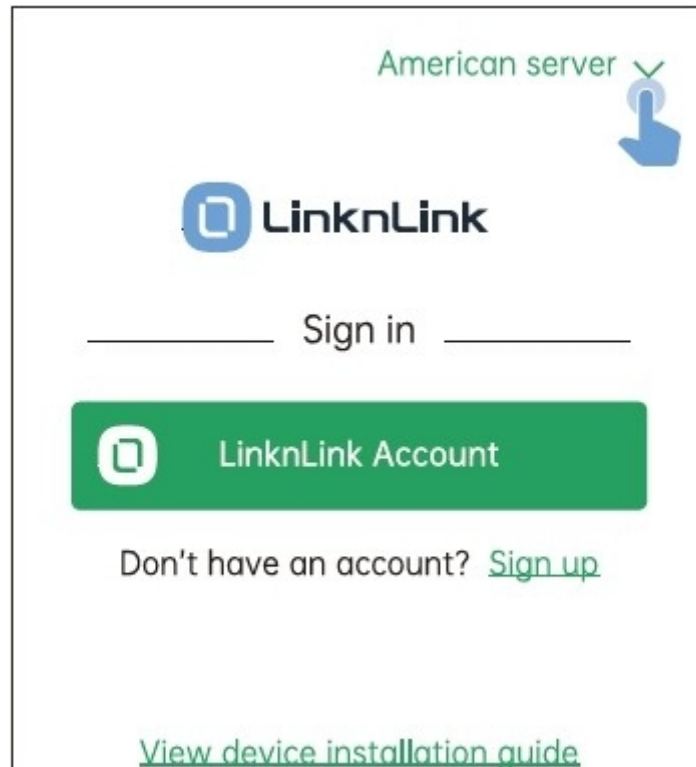 American server
LinknLink
Sign in
LinknLink Account
Don't have an account? Sign up
View device installation guide